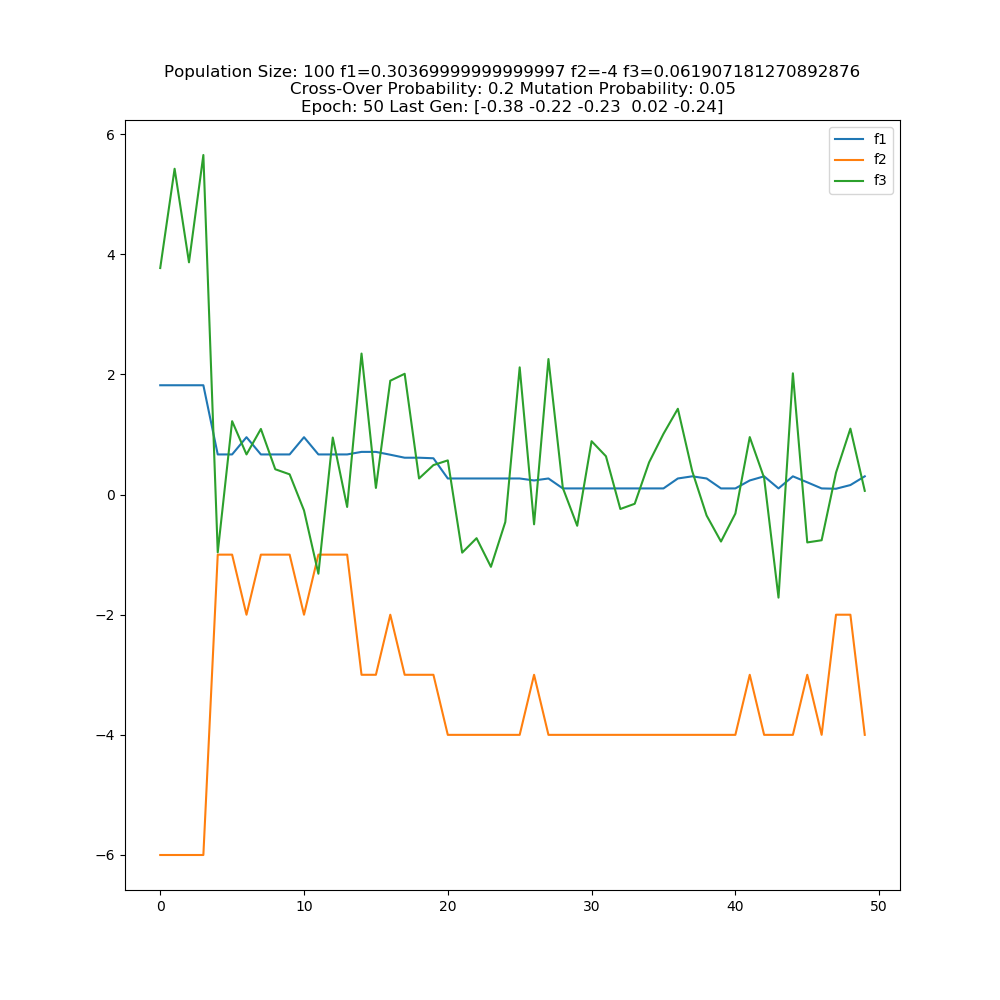 Population Size: 100 f1=0.30369999999999997 f2=-4 f3=0.061907181270892876
Cross-Over Probability: 0.2 Mutation Probability: 0.05
Epoch: 50 Last Gen: [-0.38 -0.22 -0.23  0.02 -0.24]
f1
f2
f3
6
4
2
0
−2
−4
−6
0 10 20 30 40 50